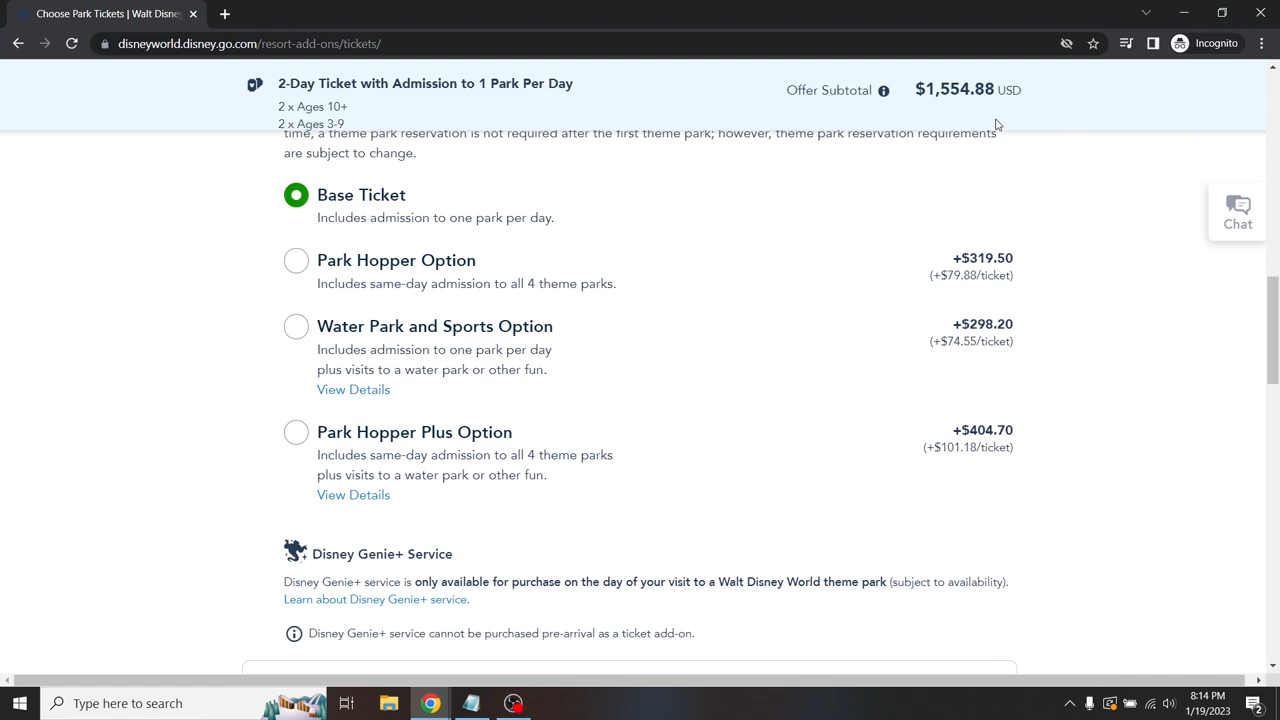 Choose Park Tickets | Walt Disney
disneyworld.disney.go.com/resort-add-ons/tickets/
Incognito
2-Day Ticket with Admission to 1 Park Per Day
2 x Ages 10+
2 x Ages 3-9
Offer Subtotal
$1,554.88 USD
time, a theme park reservation is not required after the first theme park; however, theme park reservation requirements
are subject to change.
Base Ticket
Includes admission to one park per day.
Park Hopper Option
Includes same-day admission to all 4 theme parks.
+$319.50
(+$79.88/ticket)
Water Park and Sports Option
Includes admission to one park per day
plus visits to a water park or other fun.
View Details
+$298.20
(+$74.55/ticket)
Park Hopper Plus Option
Includes same-day admission to all 4 theme parks
plus visits to a water park or other fun.
View Details
+$404.70
(+$101.18/ticket)
Chat
Disney Genie+ Service
Disney Genie+ service is only available for purchase on the day of your visit to a Walt Disney World theme park (subject to availability).
Learn about Disney Genie+ service.
Disney Genie+ service cannot be purchased pre-arrival as a ticket add-on.
Type here to search
8:14 PM
1/19/2023
2